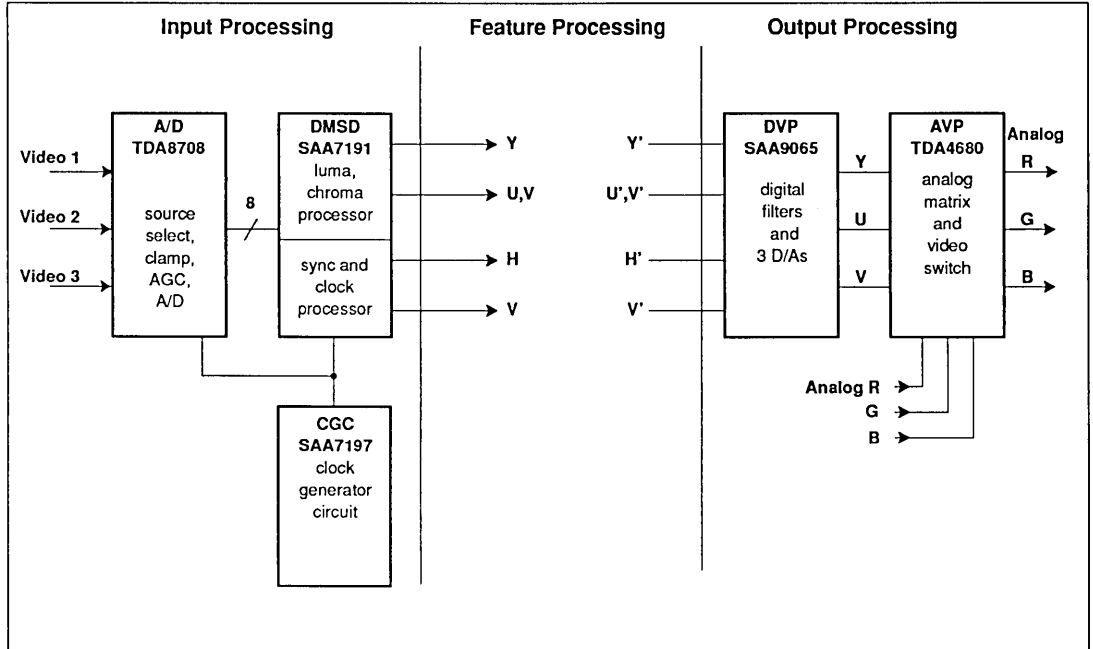 Input Processing
Feature Processing
Output Processing
Video 1
Video 2
Video 3
A/D
TDA8708
source
select,
clamp,
AGC,
A/D
8
DMSD
SAA7191
luma,
chroma
processor
sync and
clock
processor
CGC
SAA7197
clock
generator
circuit
Y
U,V
H
V
Y'
U',V'
H'
V'
DVP
SAA9065
digital
filters
and
3 D/As
Y
U
V
AVP
TDA4680
analog
matrix
and
video
switch
Analog
R
G
B
Analog R
G
B